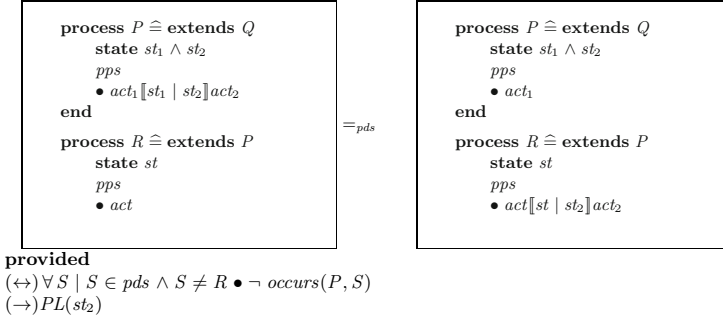 process P ≙ extends Q
state st₁ ∧ st₂
pps
• act₁⟦st₁ | st₂⟧act₂
end
process R ≙ extends P
state st
pps
• act
=pds
process P ≙ extends Q
state st₁ ∧ st₂
pps
• act₁
end
process R ≙ extends P
state st
pps
• act⟦st | st₂⟧act₂
provided
(↔) ∀ S | S ∈ pds ∧ S ≠ R • ¬ occurs(P, S)
(→)PL(st₂)